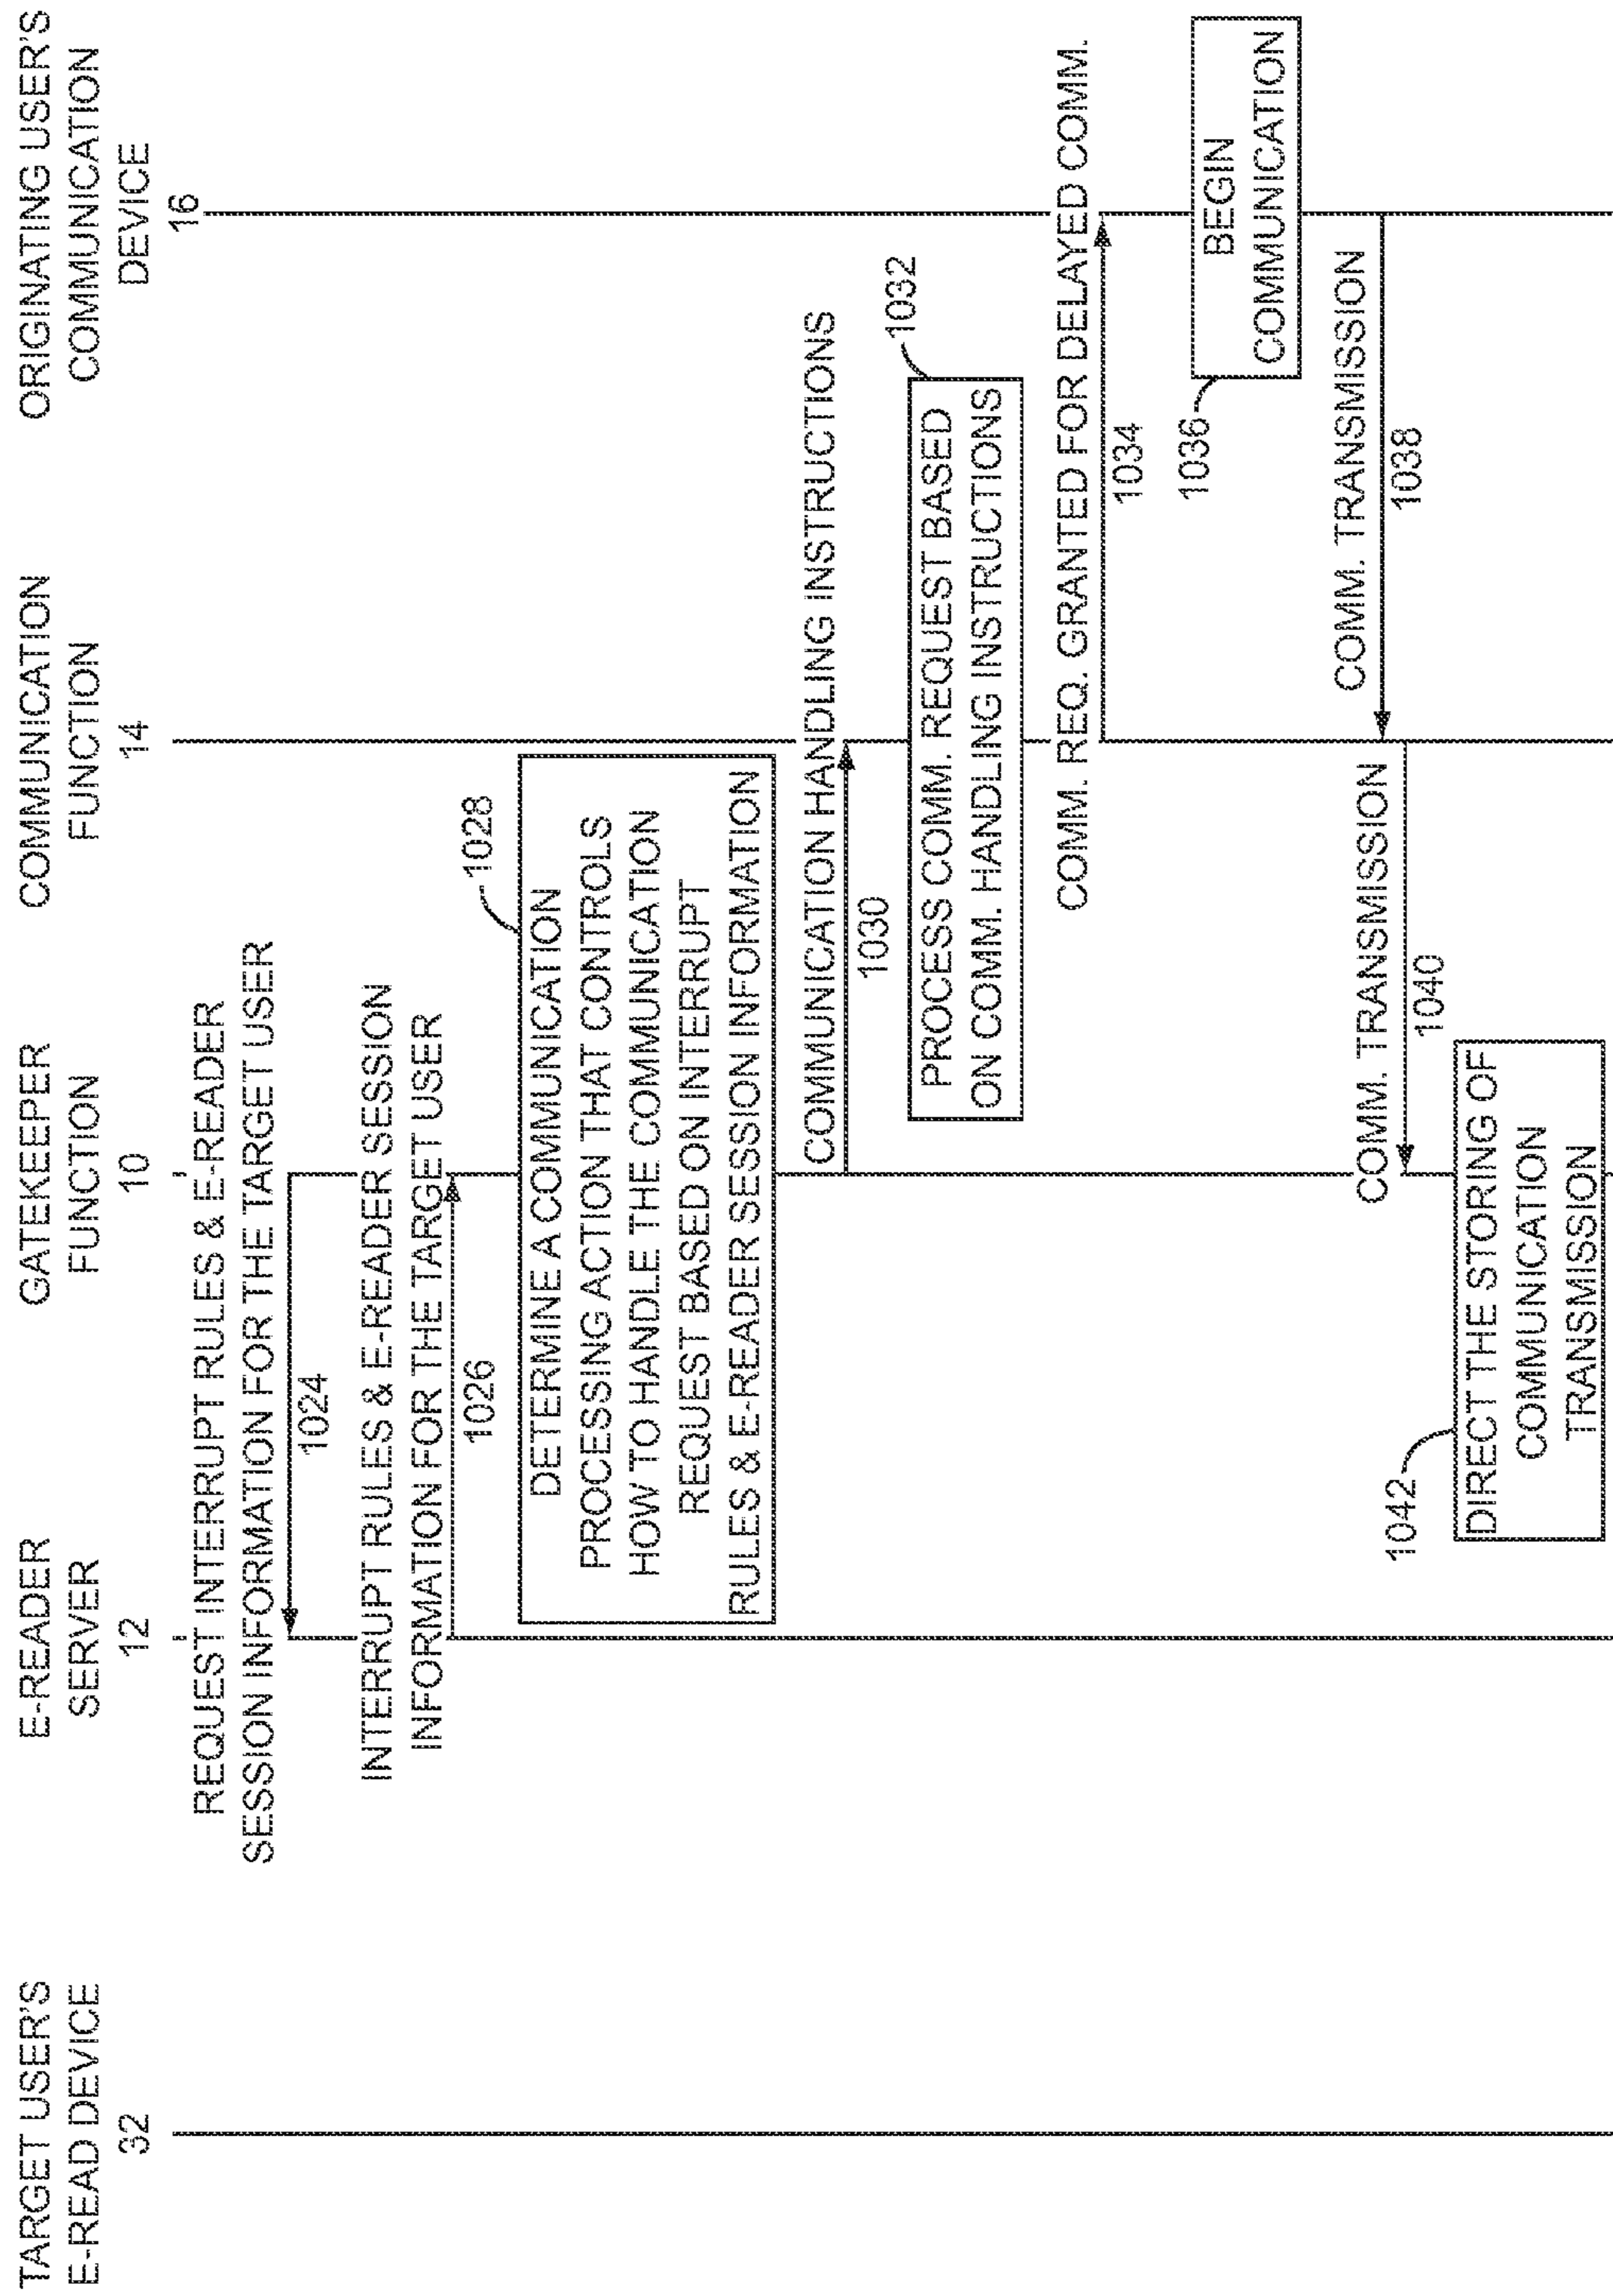 TARGET USER'S
E-READ DEVICE
32
E-READER
SERVER
12
GATEKEEPER
FUNCTION
10
COMMUNICATION
FUNCTION
14
ORIGINATING USER'S
COMMUNICATION
DEVICE
16
REQUEST INTERRUPT RULES & E-READER
SESSION INFORMATION FOR THE TARGET USER
1024
INTERRUPT RULES & E-READER SESSION
INFORMATION FOR THE TARGET USER
1026
1028
DETERMINE A COMMUNICATION
PROCESSING ACTION THAT CONTROLS
HOW TO HANDLE THE COMMUNICATION
REQUEST BASED ON INTERRUPT
RULES & E-READER SESSION INFORMATION
COMMUNICATION HANDLING INSTRUCTIONS
1030
1032
PROCESS COMM. REQUEST BASED
ON COMM. HANDLING INSTRUCTIONS
COMM. REQ. GRANTED FOR DELAYED COMM.
1034
1036
BEGIN
COMMUNICATION
COMM. TRANSMISSION
1038
COMM. TRANSMISSION
1040
1042
DIRECT THE STORING OF
COMMUNICATION
TRANSMISSION